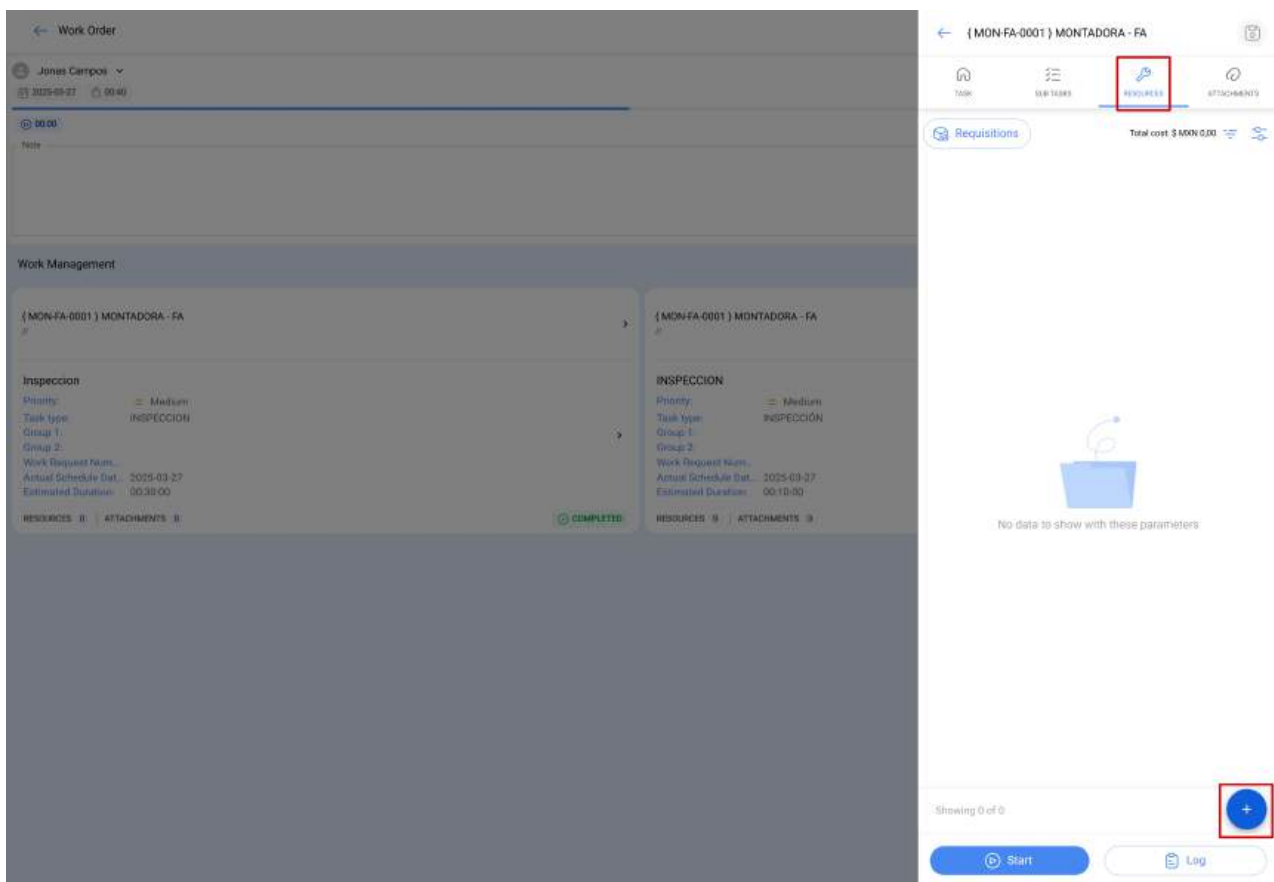 Work Order
Jonas Campos
2025-03-27 00:40
00:00
Note
Work Management
{ MON-FA-0001 } MONTADORA - FA
//
Inspeccion
Priority: Medium
Task type: INSPECCION
Group 1:
Group 2:
Work Request Num...
Actual Schedule Dat... 2025-03-27
Estimated Duration: 00:30:00
RESOURCES 0 | ATTACHMENTS 0 COMPLETED
{ MON-FA-0001 } MONTADORA - FA
//
INSPECCION
Priority: Medium
Task type: INSPECCIÓN
Group 1:
Group 2:
Work Request Num...
Actual Schedule Dat... 2025-03-27
Estimated Duration: 00:10:00
RESOURCES 0 | ATTACHMENTS 0
{ MON-FA-0001 } MONTADORA - FA
TASK SUB TASKS RESOURCES ATTACHMENTS
Requisitions Total cost $ MXN 0,00
No data to show with these parameters
Showing 0 of 0
+
Start Log